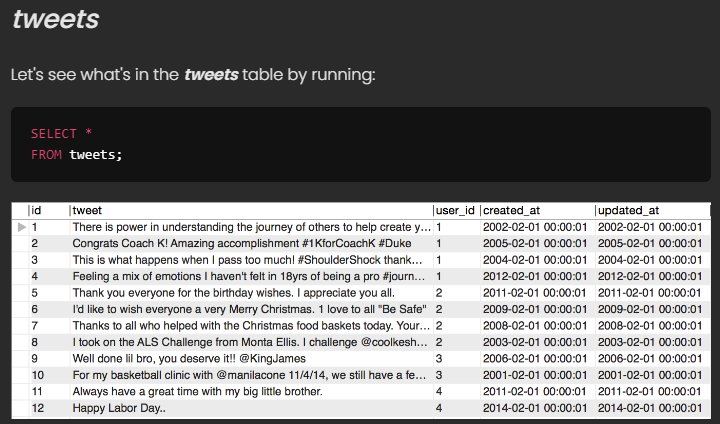 tweets
Let's see what's in the tweets table by running:
SELECT *
FROM tweets;
id tweet user_id created_at updated_at
1 There is power in understanding the journey of others to help create y... 1 2002-02-01 00:00:01 2002-02-01 00:00:01
2 Congrats Coach K! Amazing accomplishment #1KforCoachK #Duke 1 2005-02-01 00:00:01 2005-02-01 00:00:01
3 This is what happens when I pass too much! #ShoulderShock thank... 1 2004-02-01 00:00:01 2004-02-01 00:00:01
4 Feeling a mix of emotions I haven't felt in 18yrs of being a pro #journ... 1 2012-02-01 00:00:01 2012-02-01 00:00:01
5 Thank you everyone for the birthday wishes. I appreciate you all. 2 2011-02-01 00:00:01 2011-02-01 00:00:01
6 I'd like to wish everyone a very Merry Christmas. 1 love to all "Be Safe" 2 2009-02-01 00:00:01 2009-02-01 00:00:01
7 Thanks to all who helped with the Christmas food baskets today. Your... 2 2008-02-01 00:00:01 2008-02-01 00:00:01
8 I took on the ALS Challenge from Monta Ellis. I challenge @coolkesh... 2 2003-02-01 00:00:01 2003-02-01 00:00:01
9 Well done lil bro, you deserve it!! @KingJames 3 2006-02-01 00:00:01 2006-02-01 00:00:01
10 For my basketball clinic with @manilacone 11/4/14, we still have a fe... 3 2001-02-01 00:00:01 2001-02-01 00:00:01
11 Always have a great time with my big little brother. 4 2011-02-01 00:00:01 2011-02-01 00:00:01
12 Happy Labor Day.. 4 2014-02-01 00:00:01 2014-02-01 00:00:01